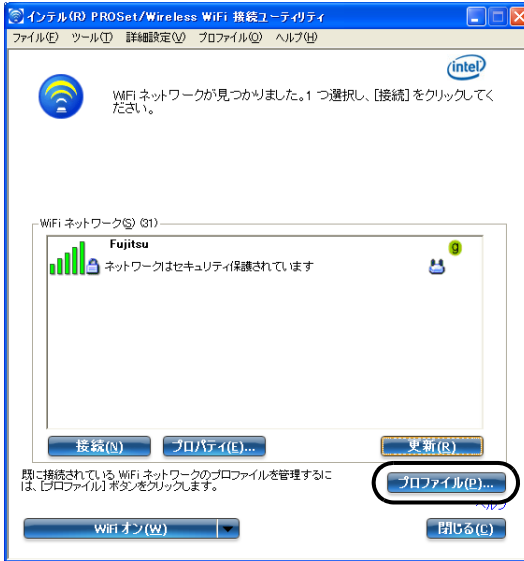 インテル(R) PROSet/Wireless WiFi 接続ユーティリティ
ファイル(F) ツール(T) 詳細設定(V) プロファイル(O) ヘルプ(H)
intel
WiFi ネットワークが見つかりました。1 つ選択し、[接続] をクリックしてく
ださい。
WiFi ネットワーク(S) (31)
Fujitsu
g
ネットワークはセキュリティ保護されています
接続(N) プロパティ(E)... 更新(R)
既に接続されている WiFi ネットワークのプロファイルを管理するに
は、[プロファイル] ボタンをクリックします。
プロファイル(P)...
ヘルプ
WiFi オン(W) 閉じる(C)